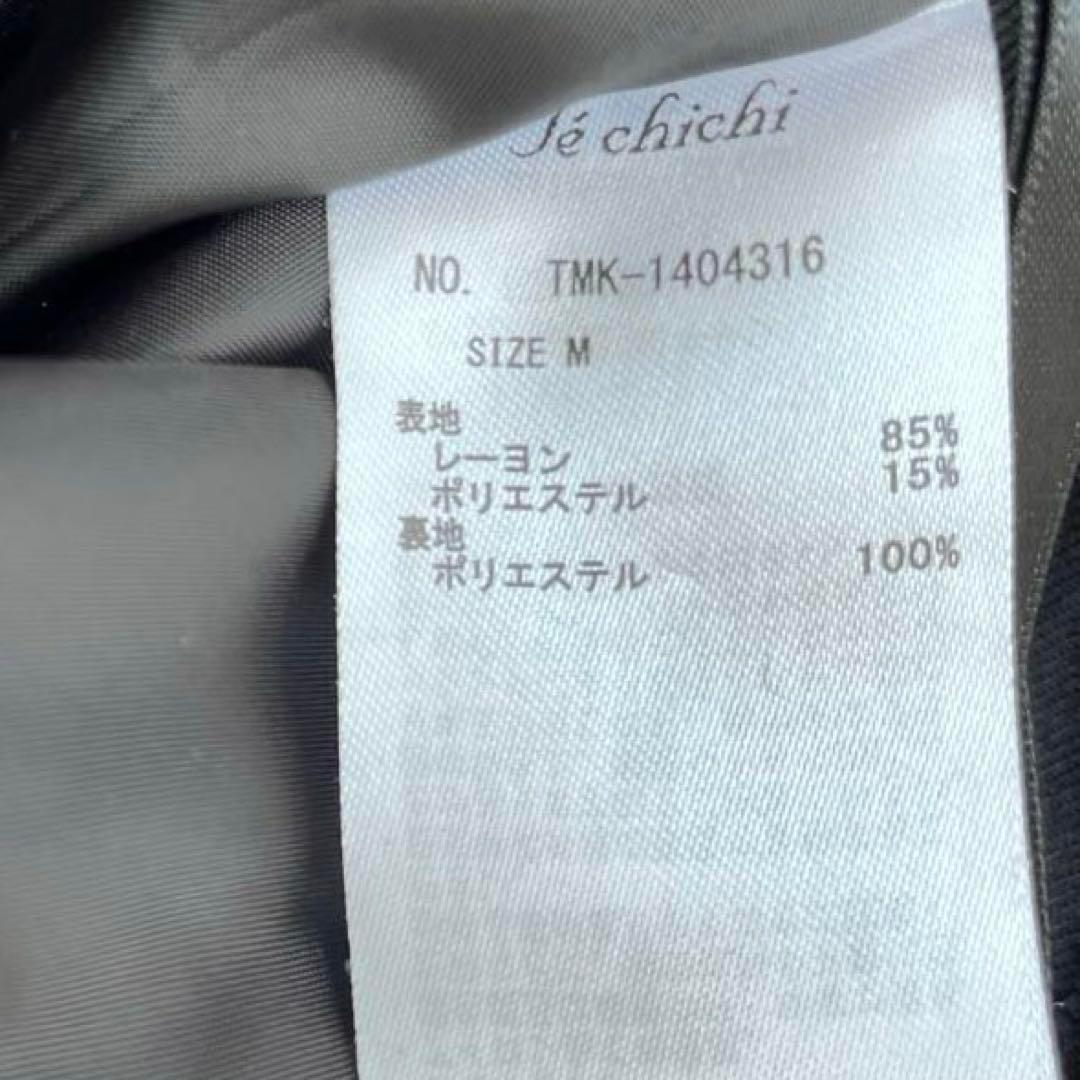 Jé chichi
NO. TMK-1404316
SIZE M
表地
レーヨン 85%
ポリエステル 15%
裏地
ポリエステル 100%